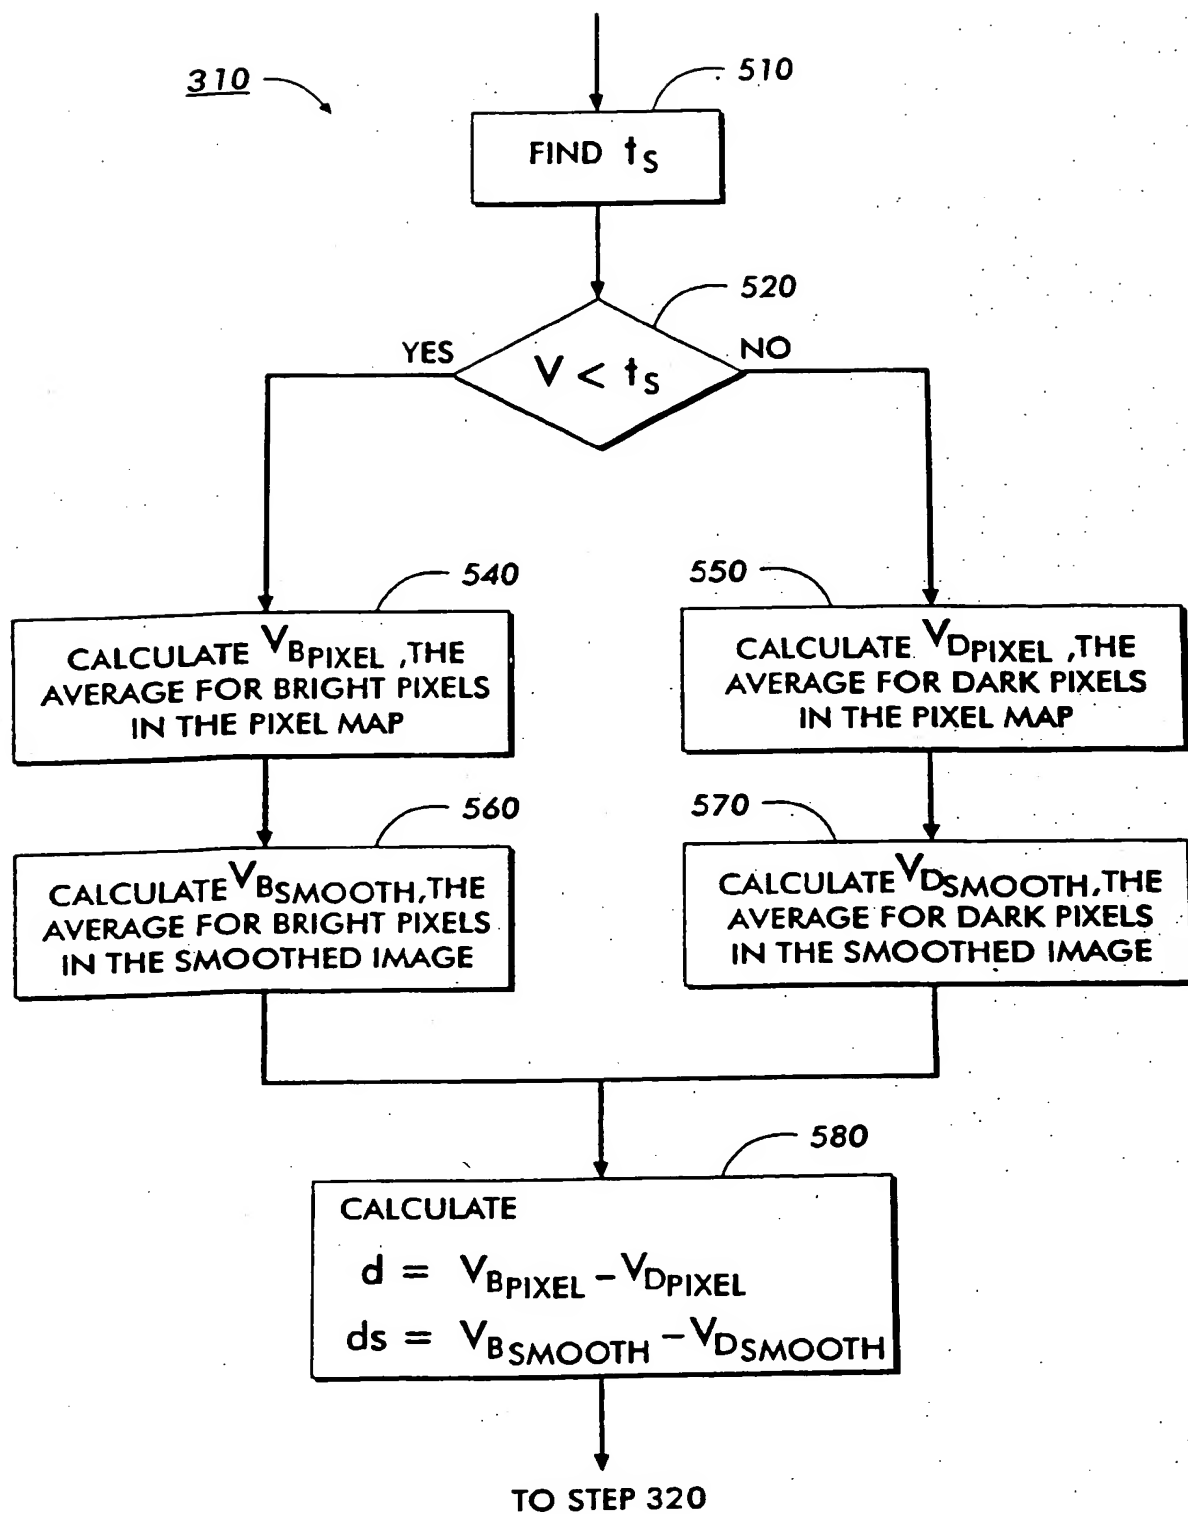 310
510
FIND tS
520
YES
NO
V < tS
540
550
CALCULATE VBPIXEL ,THE
AVERAGE FOR BRIGHT PIXELS
IN THE PIXEL MAP
CALCULATE VDPIXEL ,THE
AVERAGE FOR DARK PIXELS
IN THE PIXEL MAP
560
570
CALCULATE VBSMOOTH,THE
AVERAGE FOR BRIGHT PIXELS
IN THE SMOOTHED IMAGE
CALCULATE VDSMOOTH,THE
AVERAGE FOR DARK PIXELS
IN THE SMOOTHED IMAGE
580
CALCULATE
d = VBPIXEL – VDPIXEL
ds = VBSMOOTH – VDSMOOTH
TO STEP 320